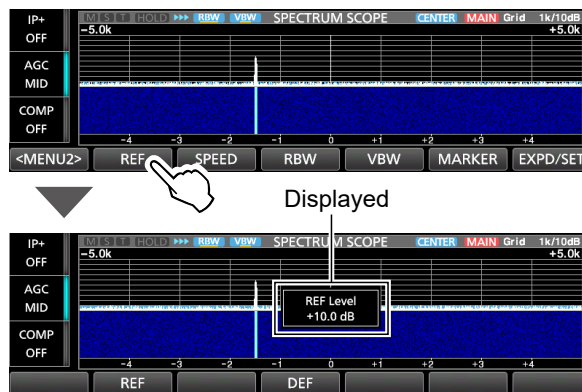 IP+
OFF
AGC
MID
COMP
OFF
M S T HOLD RBW VBW SPECTRUM SCOPE CENTER MAIN Grid 1k/10dB
-5.0k +5.0k
-4 -3 -2 -1 0 +1 +2 +3 +4
<MENU2> REF SPEED RBW VBW MARKER EXPD/SET
Displayed
IP+
OFF
AGC
MID
COMP
OFF
M S T HOLD RBW VBW SPECTRUM SCOPE CENTER MAIN Grid 1k/10dB
-5.0k +5.0k
REF Level
+10.0 dB
-4 -3 -2 -1 0 +1 +2 +3 +4
REF DEF